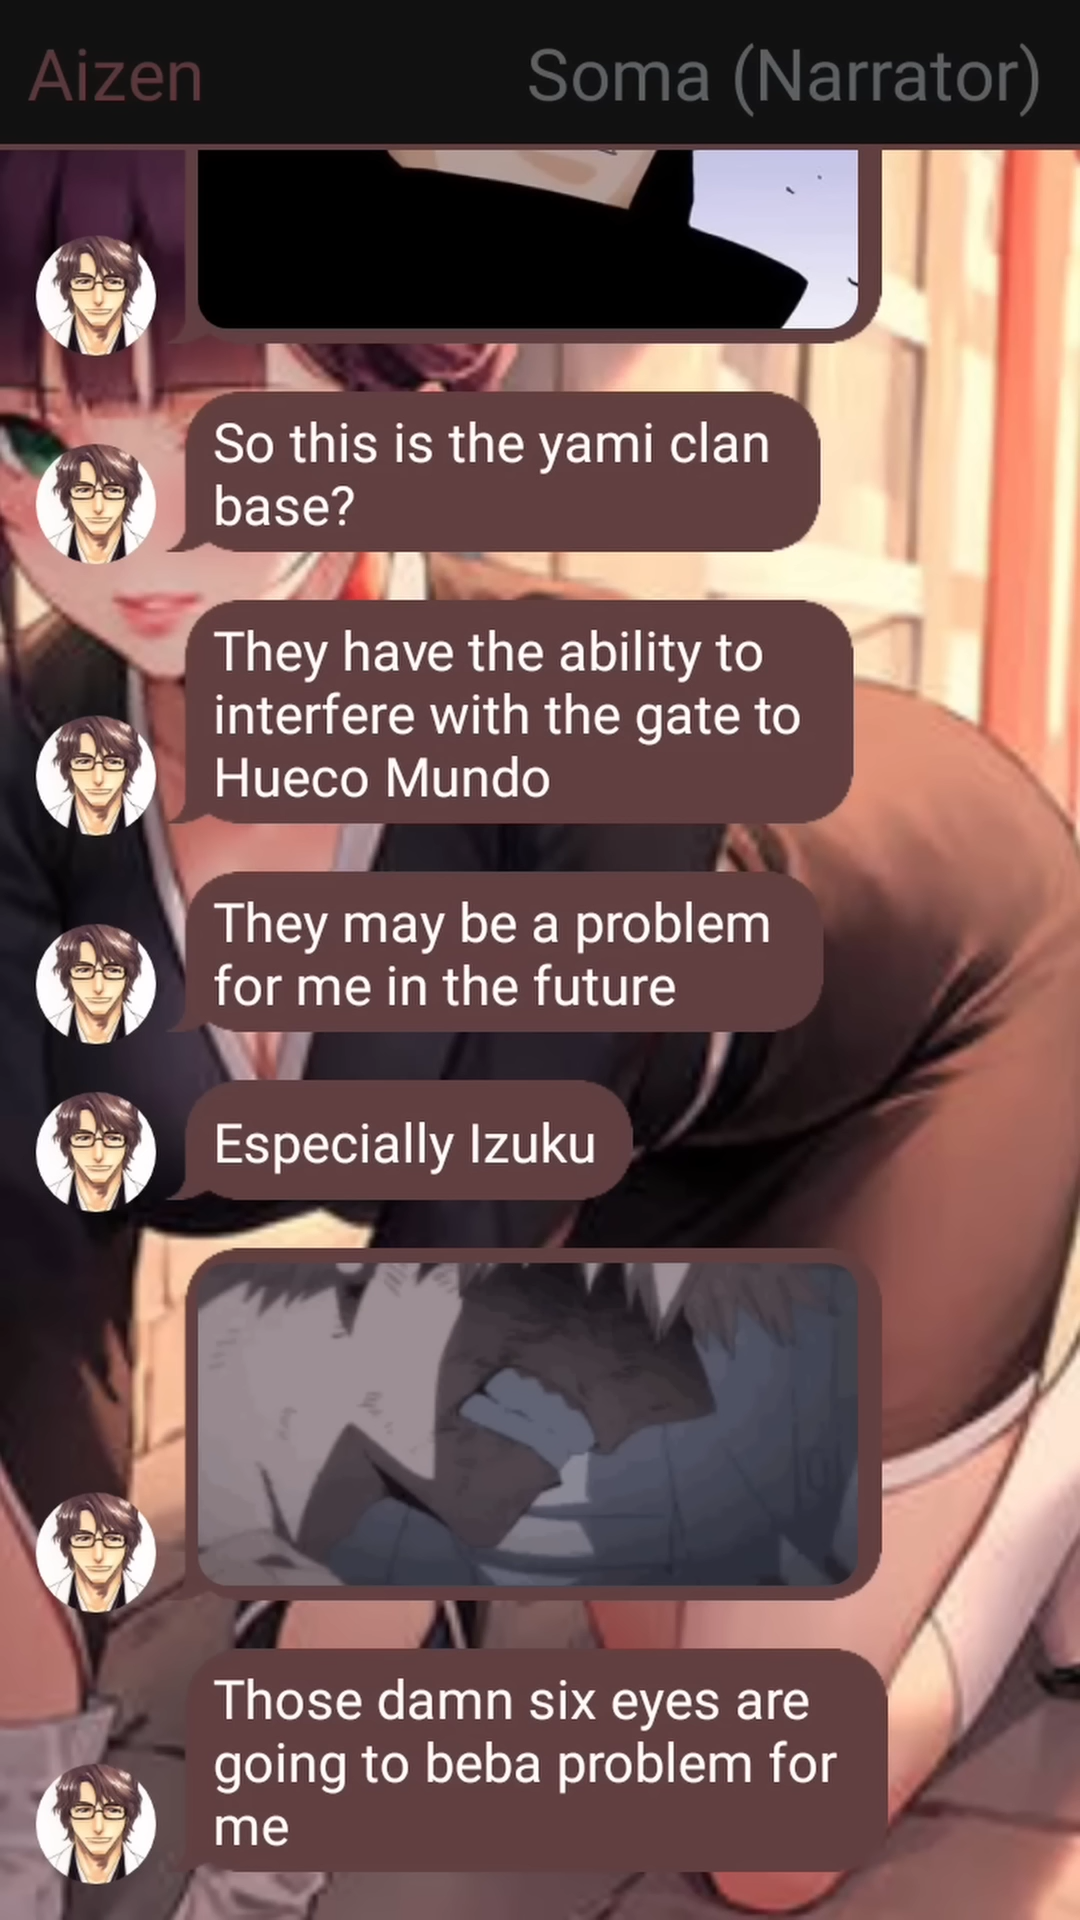 Aizen
Soma (Narrator)
So this is the yami clan
base?
They have the ability to
interfere with the gate to
Hueco Mundo
They may be a problem
for me in the future
Especially Izuku
Those damn six eyes are
going to beba problem for
me